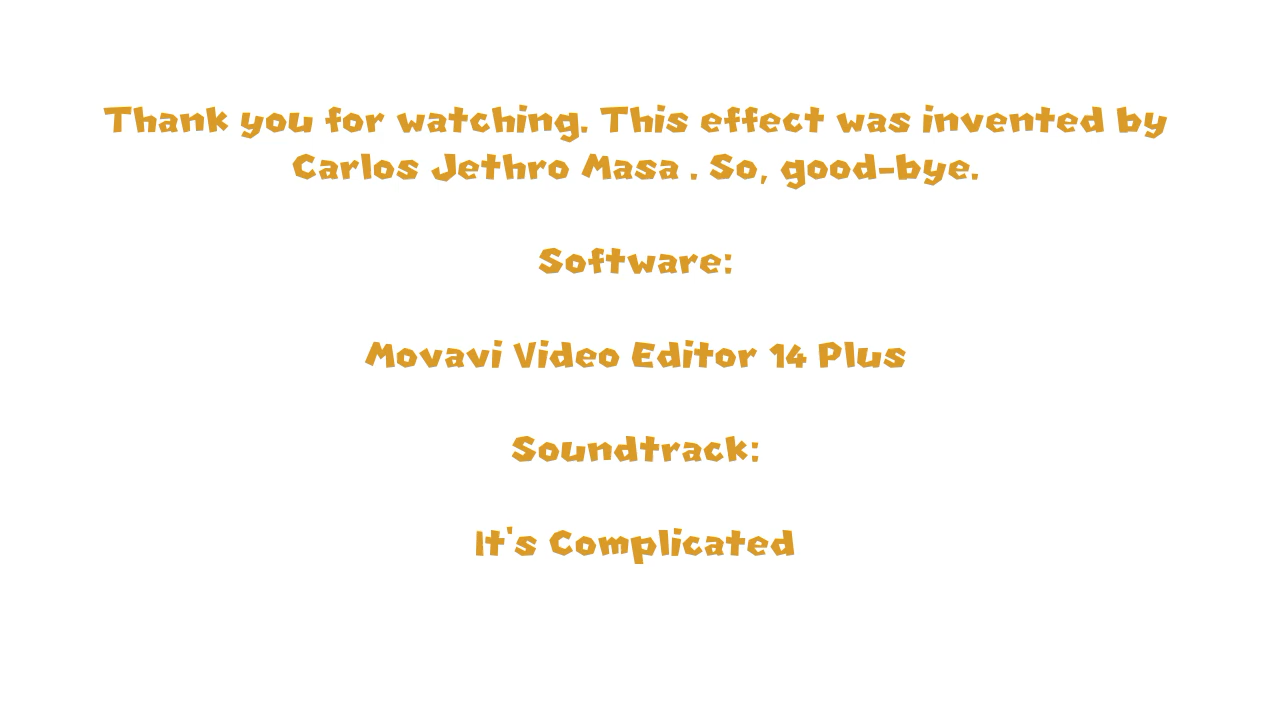 Thank you for watching. This effect was invented by
Carlos Jethro Masa . So, good-bye.
Software:
Movavi Video Editor 14 Plus
Soundtrack:
It's Complicated